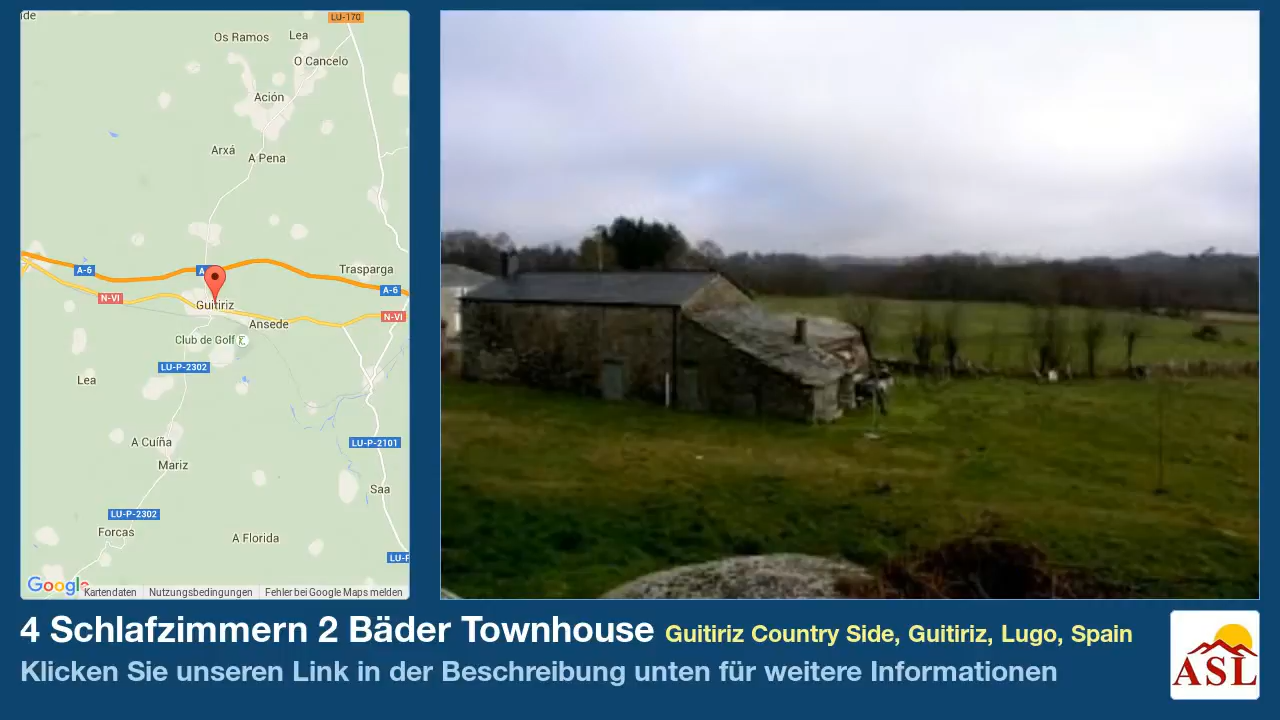 de
LU-170
Os Ramos
Lea
O Cancelo
Ación
Arxá
A Pena
A-6
A
Trasparga
A-6
N-VI
Guitiriz
N-VI
Ansede
Club de Golf
LU-P-2302
Lea
LU-P-2101
A Cuíña
Mariz
Saa
LU-P-2302
Forcas
A Florida
LU-F
Google
Kartendaten
Nutzungsbedingungen
Fehler bei Google Maps melden
4 Schlafzimmern 2 Bäder Townhouse Guitiriz Country Side, Guitiriz, Lugo, Spain
Klicken Sie unseren Link in der Beschreibung unten für weitere Informationen
ASL